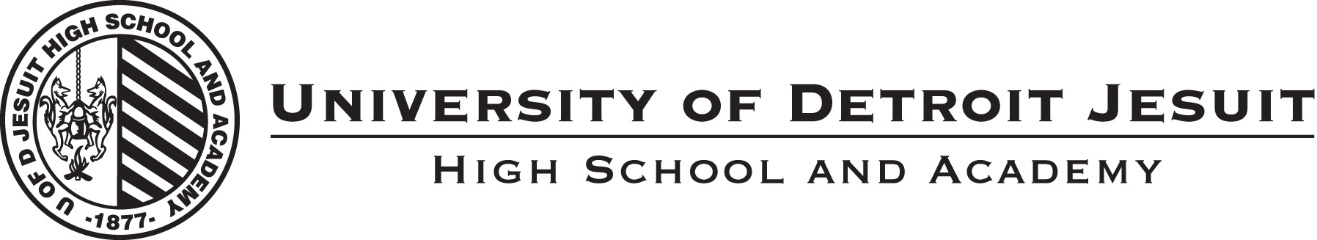 U OF D JESUIT HIGH SCHOOL AND ACADEMY
-1877-
UNIVERSITY OF DETROIT JESUIT
HIGH SCHOOL AND ACADEMY